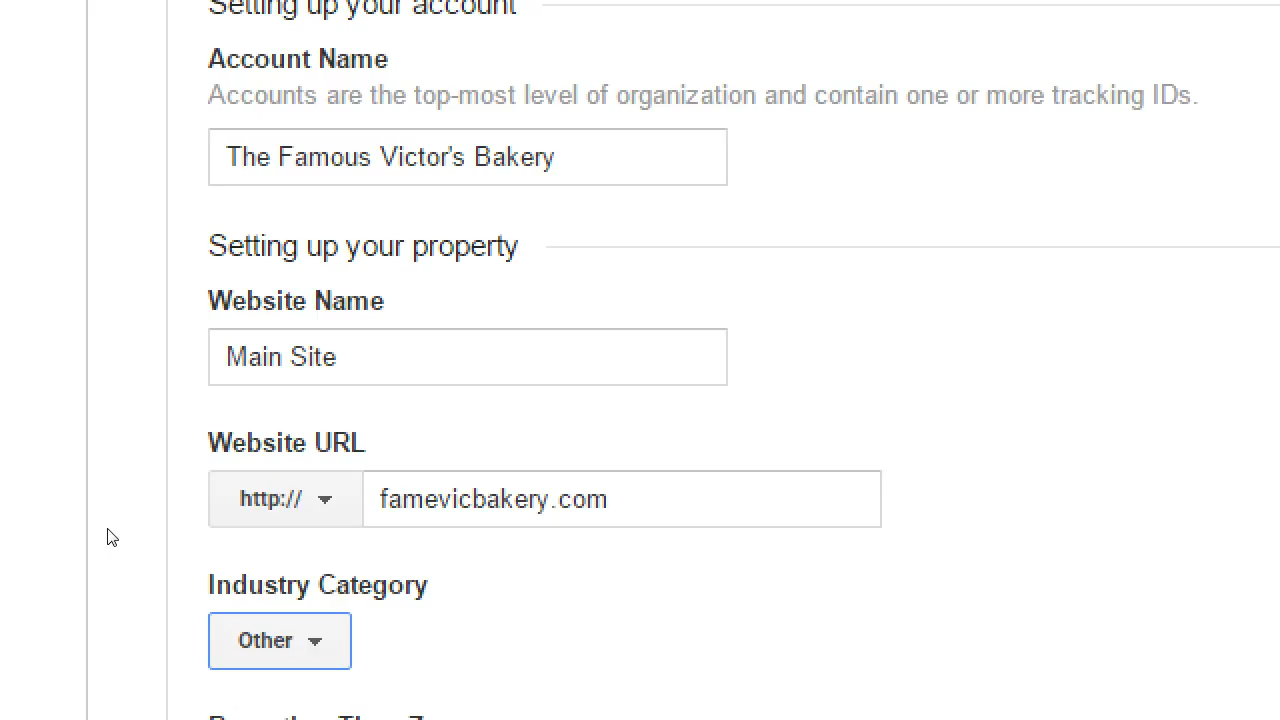 Setting up your account
Account Name
Accounts are the top-most level of organization and contain one or more tracking IDs.
The Famous Victor's Bakery
Setting up your property
Website Name
Main Site
Website URL
http://
famevicbakery.com
Industry Category
Other